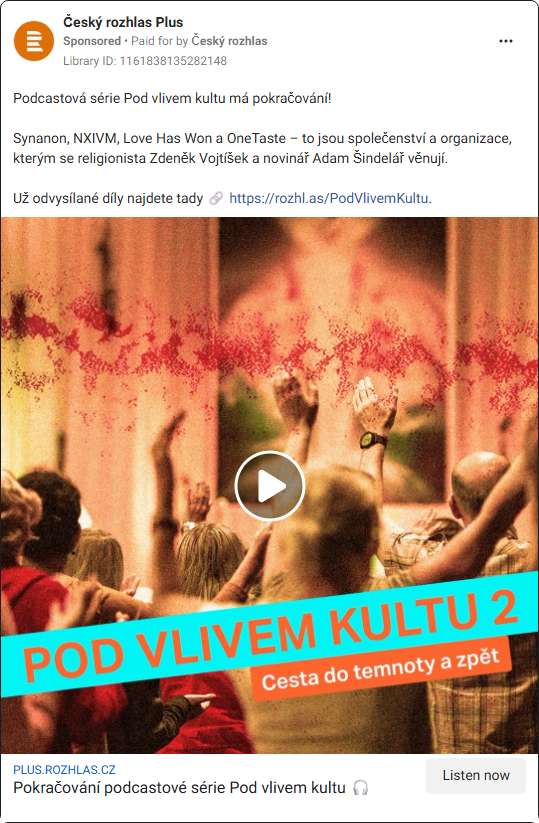 Český rozhlas Plus
Sponsored • Paid for by Český rozhlas
Library ID: 1161838135282148
Podcastová série Pod vlivem kultu má pokračování!
Synanon, NXIVM, Love Has Won a OneTaste – to jsou společenství a organizace,
kterým se religionista Zdeněk Vojtíšek a novinář Adam Šindelář věnují.
Už odvysílané díly najdete tady 🔗 https://rozhl.as/PodVlivemKultu.
POD VLIVEM KULTU 2
Cesta do temnoty a zpět
PLUS.ROZHLAS.CZ
Pokračování podcastové série Pod vlivem kultu 🎧
Listen now